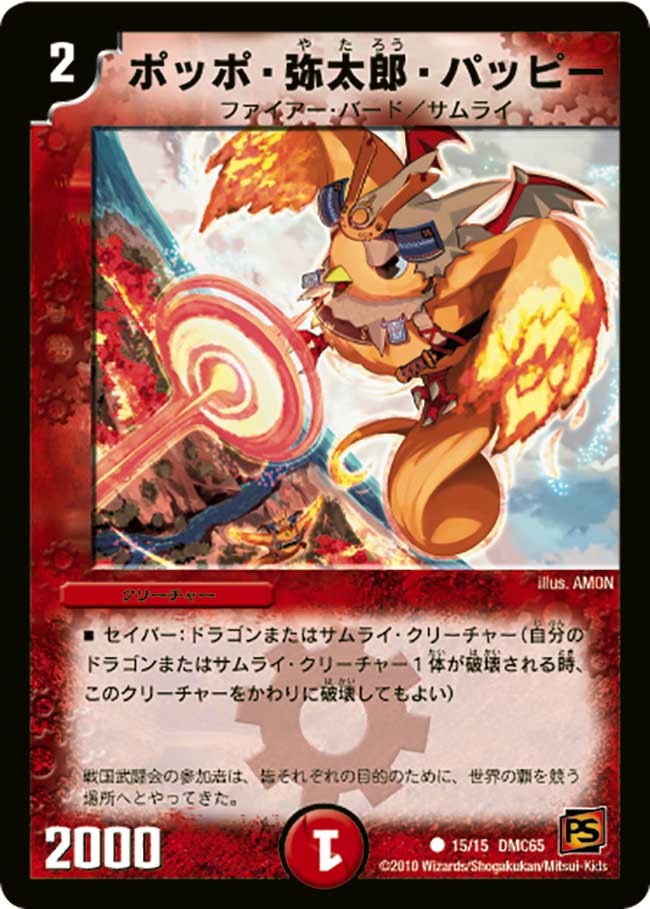 2
ポッポ・弥太郎・パッピー
やたろう
ファイアー・バード／サムライ
illus. AMON
クリーチャー
■ セイバー：ドラゴンまたはサムライ・クリーチャー（自分の
ドラゴンまたはサムライ・クリーチャー１体が破壊される時、
このクリーチャーをかわりに破壊してもよい）
戦国武闘会の参加者は、皆それぞれの目的のために、世界の覇を競う
場所へとやってきた。
2000
1
15/15 DMC65
PS
©2010 Wizards/Shogakukan/Mitsui-Kids